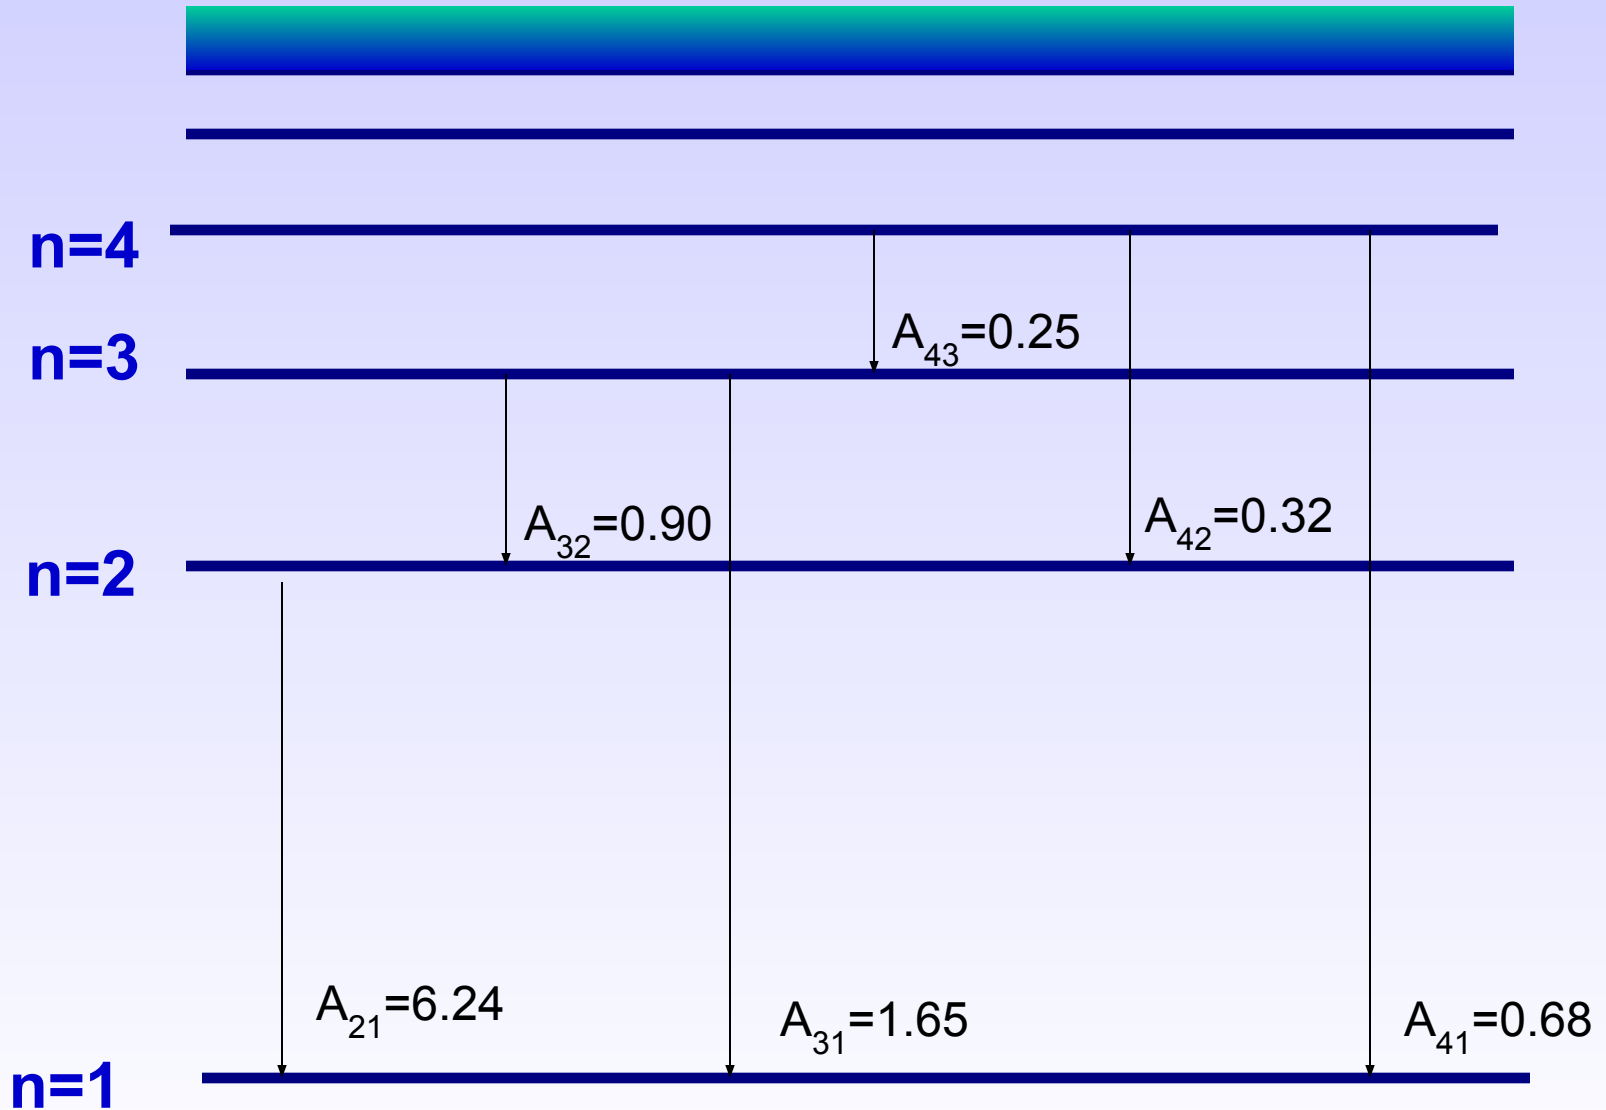 n=4
A43=0.25
n=3
A32=0.90
A42=0.32
n=2
A21=6.24
A31=1.65
A41=0.68
n=1